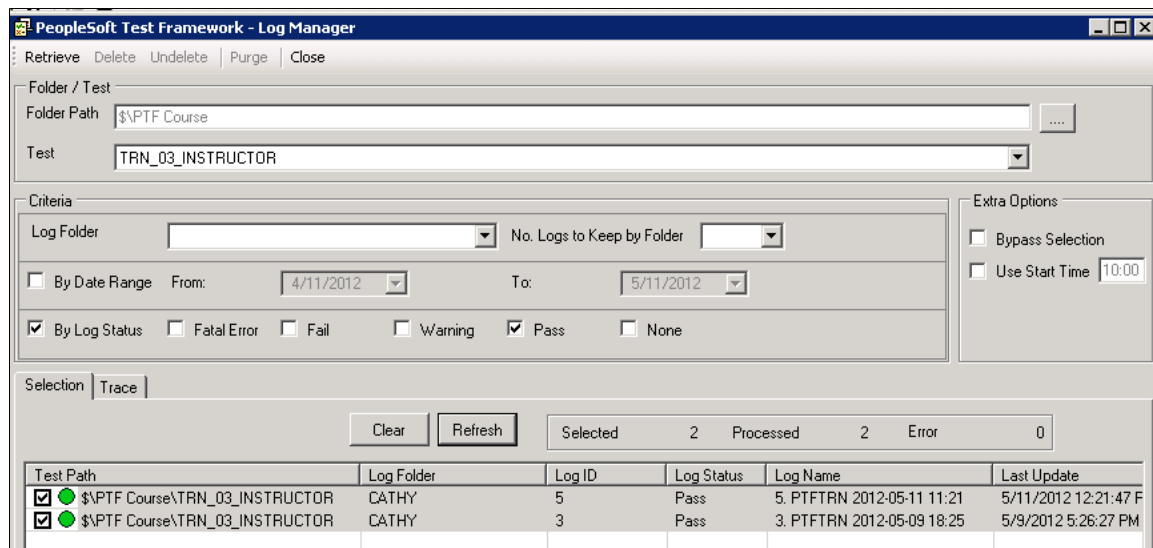 PeopleSoft Test Framework - Log Manager
Retrieve Delete Undelete Purge Close
Folder / Test
Folder Path $\PTF Course ....
Test TRN_03_INSTRUCTOR
Criteria Extra Options
Log Folder No. Logs to Keep by Folder Bypass Selection
By Date Range From: 4/11/2012 To: 5/11/2012 Use Start Time 10:00
By Log Status Fatal Error Fail Warning Pass None
Selection Trace
Clear Refresh Selected 2 Processed 2 Error 0
Test Path Log Folder Log ID Log Status Log Name Last Update
$\PTF Course\TRN_03_INSTRUCTOR CATHY 5 Pass 5. PTFTRN 2012-05-11 11:21 5/11/2012 12:21:47 F
$\PTF Course\TRN_03_INSTRUCTOR CATHY 3 Pass 3. PTFTRN 2012-05-09 18:25 5/9/2012 5:26:27 PM